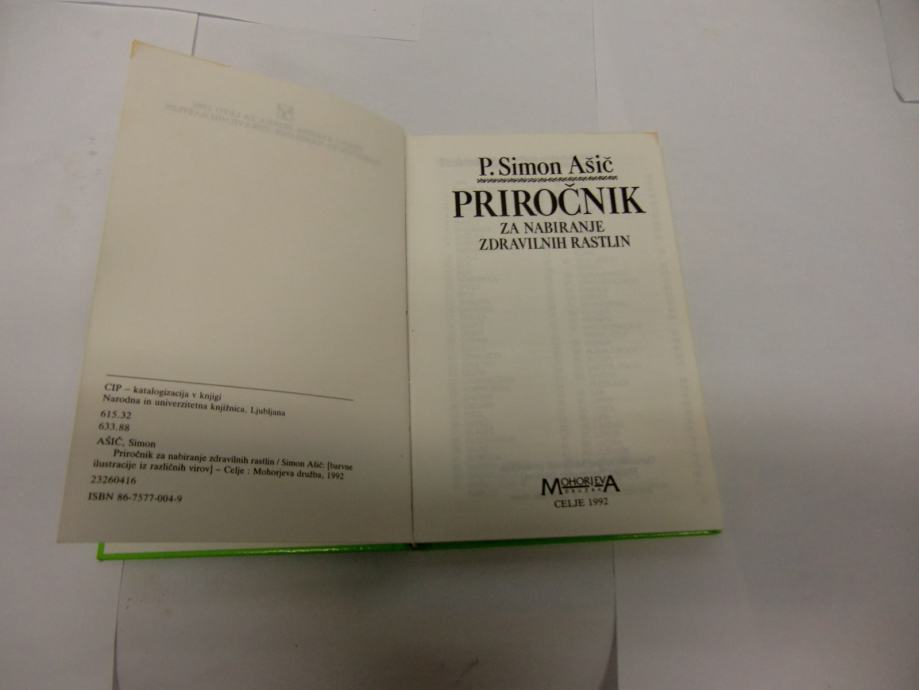 CIP – katalogizacija v knjigi
Narodna in univerzitetna knjižnica, Ljubljana
615.32
633.88
AŠIČ, Simon
Priročnik za nabiranje zdravilnih rastlin / Simon Ašič: [barvne
ilustracije iz različnih virov] – Celje : Mohorjeva družba, 1992
23260416
ISBN 86-7577-004-9
P. Simon Ašič
PRIROČNIK
ZA NABIRANJE
ZDRAVILNIH RASTLIN
MOHORJEVA
DRUŽBA
CELJE 1992